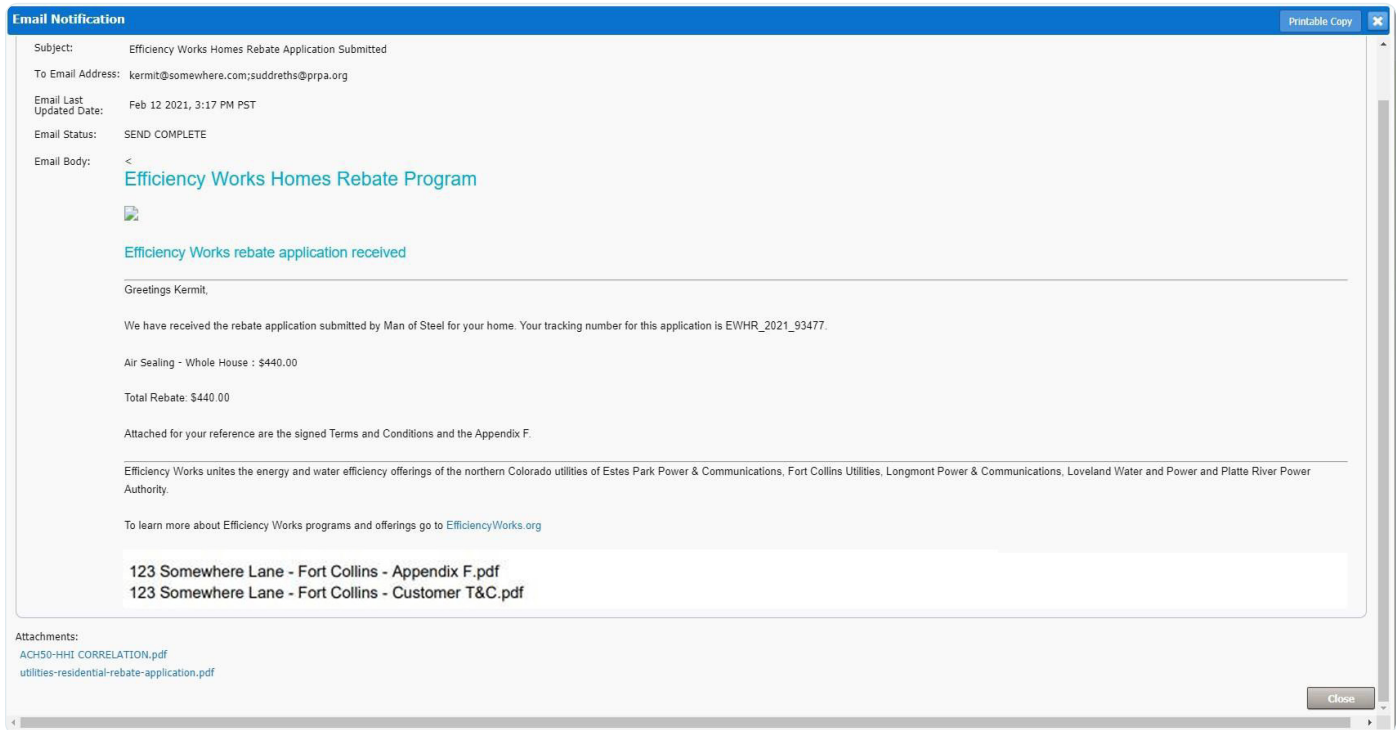 Email Notification
Printable Copy
Subject: Efficiency Works Homes Rebate Application Submitted
To Email Address: kermit@somewhere.com;suddreths@prpa.org
Email Last
Updated Date: Feb 12 2021, 3:17 PM PST
Email Status: SEND COMPLETE
Email Body: <
Efficiency Works Homes Rebate Program
Efficiency Works rebate application received
Greetings Kermit,
We have received the rebate application submitted by Man of Steel for your home. Your tracking number for this application is EWHR_2021_93477.
Air Sealing - Whole House : $440.00
Total Rebate: $440.00
Attached for your reference are the signed Terms and Conditions and the Appendix F.
Efficiency Works unites the energy and water efficiency offerings of the northern Colorado utilities of Estes Park Power & Communications, Fort Collins Utilities, Longmont Power & Communications, Loveland Water and Power and Platte River Power
Authority.
To learn more about Efficiency Works programs and offerings go to EfficiencyWorks.org
123 Somewhere Lane - Fort Collins - Appendix F.pdf
123 Somewhere Lane - Fort Collins - Customer T&C.pdf
Attachments:
ACH50-HHI CORRELATION.pdf
utilities-residential-rebate-application.pdf
Close